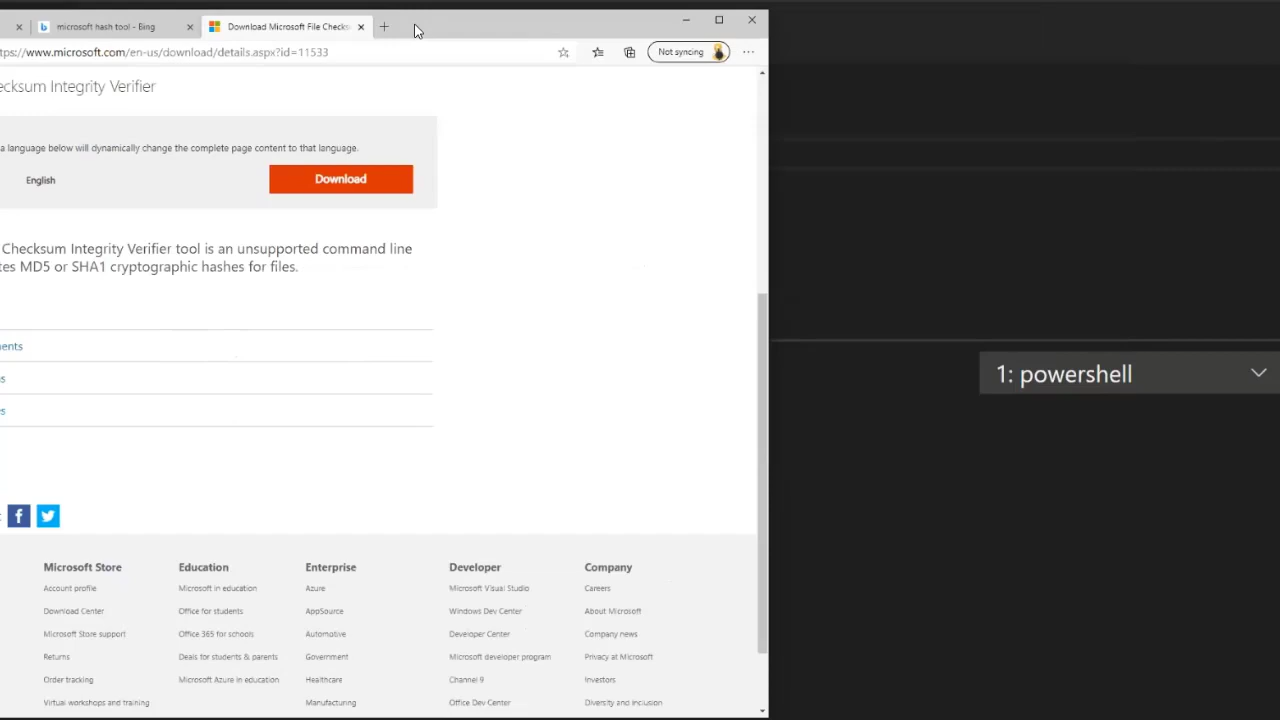 microsoft hash tool - Bing
Download Microsoft File Checks
tps://www.microsoft.com/en-us/download/details.aspx?id=11533
Not syncing
ecksum Integrity Verifier
a language below will dynamically change the complete page content to that language.
English
Download
Checksum Integrity Verifier tool is an unsupported command line
tes MD5 or SHA1 cryptographic hashes for files.
1: powershell
ents
s
es
Microsoft Store
Education
Enterprise
Developer
Company
Account profile
Microsoft in education
Azure
Microsoft Visual Studio
Careers
Download Center
Office for students
AppSource
Windows Dev Center
About Microsoft
Microsoft Store support
Office 365 for schools
Automotive
Developer Center
Company news
Returns
Deals for students & parents
Government
Microsoft developer program
Privacy at Microsoft
Order tracking
Microsoft Azure in education
Healthcare
Channel 9
Investors
Virtual workshops and training
Manufacturing
Office Dev Center
Diversity and inclusion